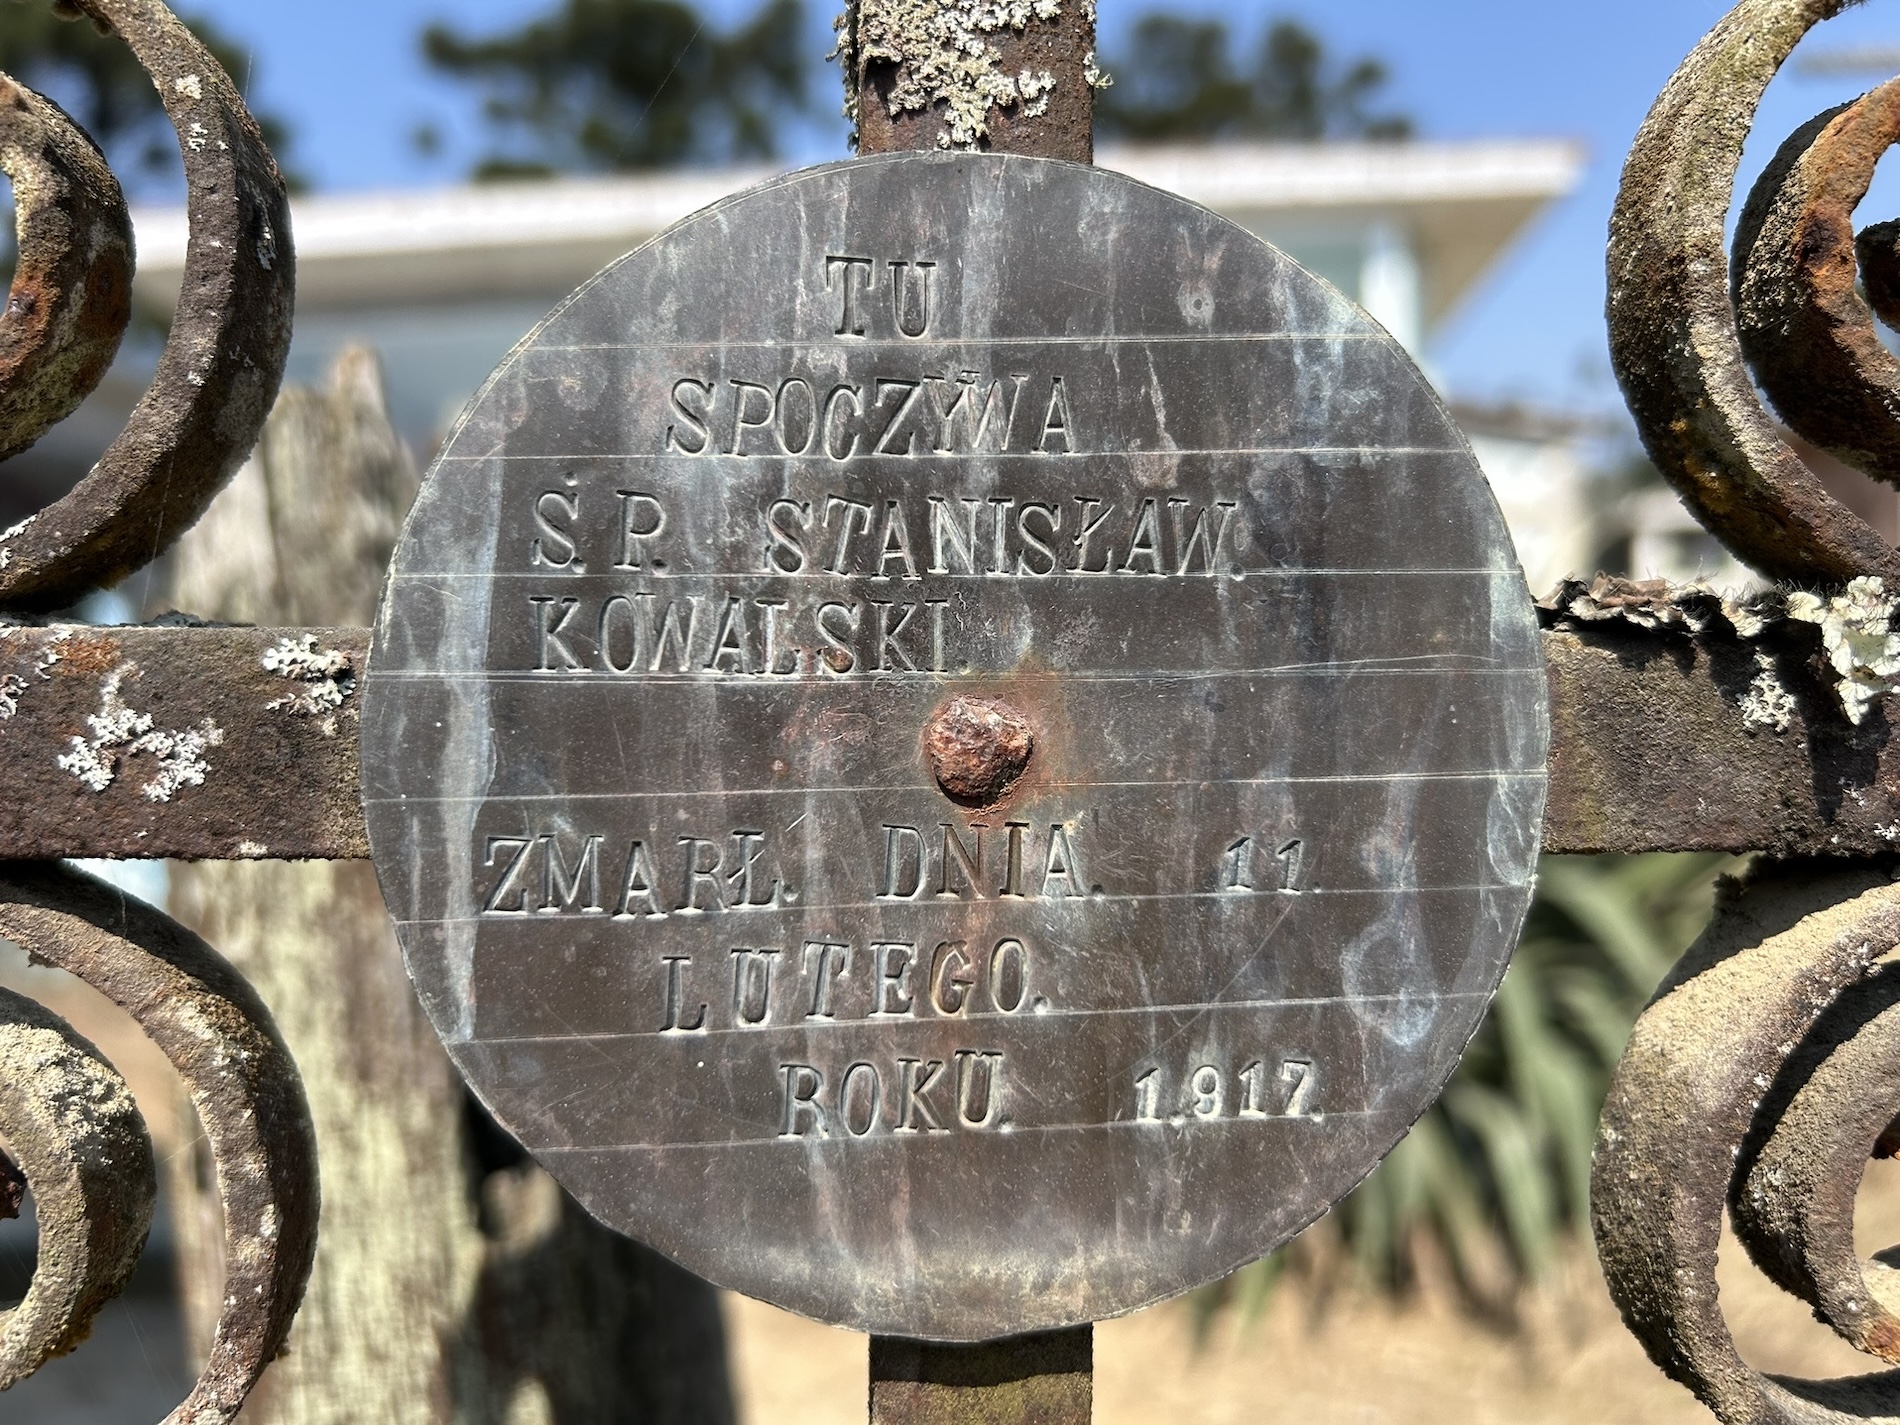 TU
SPOCZYWA
Ś. P. STANISŁAW.
KOWALSKI.
ZMARŁ. DNIA. 11.
LUTEGO.
ROKU. 1.917.